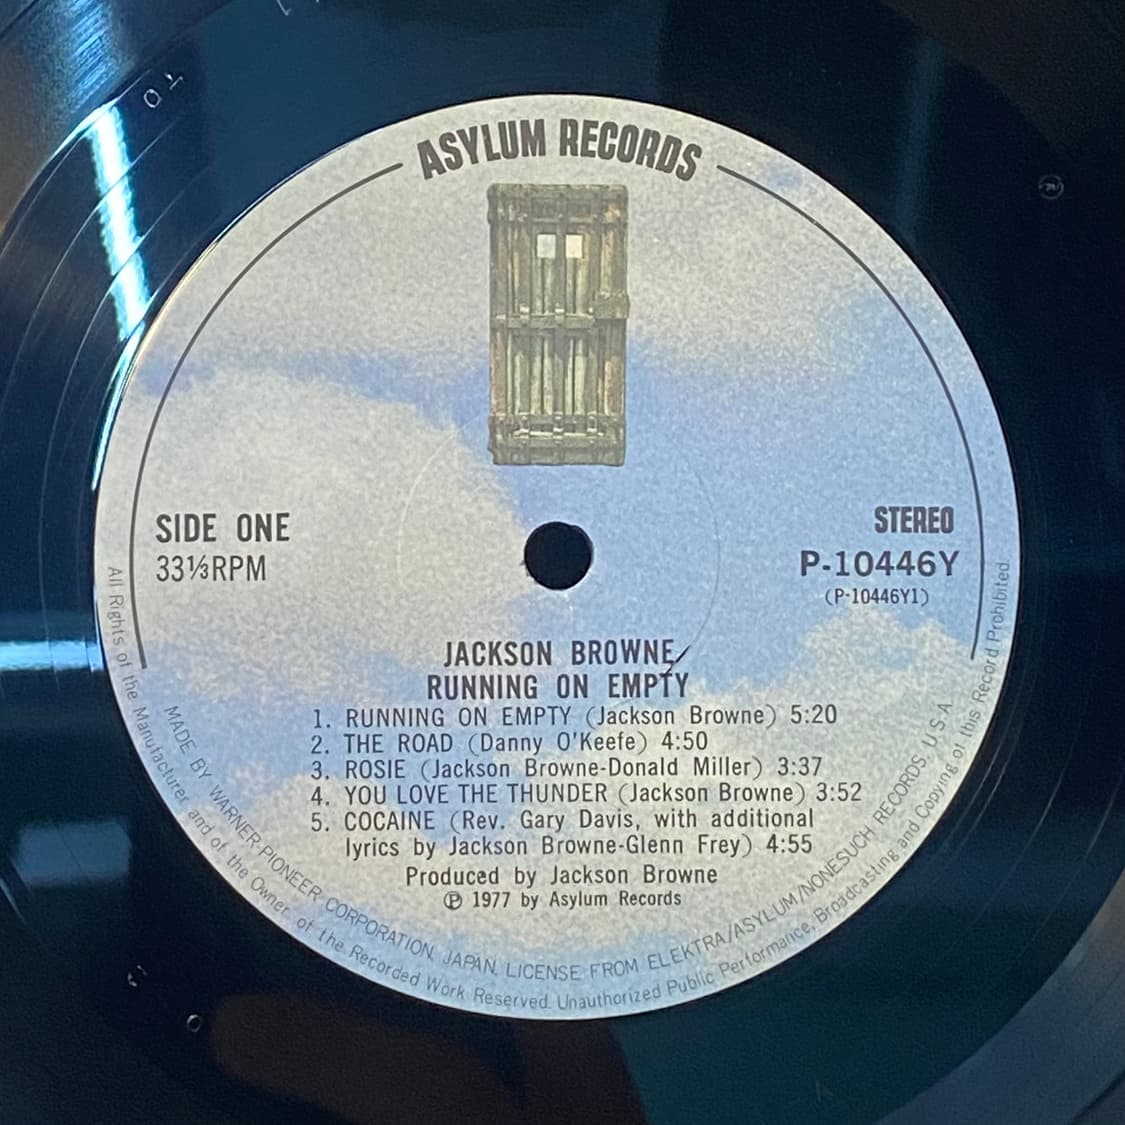 ASYLUM RECORDS
SIDE ONE
33⅓RPM
STEREO
P-10446Y
(P-10446Y1)
JACKSON BROWNE/
RUNNING ON EMPTY
1. RUNNING ON EMPTY (Jackson Browne) 5:20
2. THE ROAD (Danny O'Keefe) 4:50
3. ROSIE (Jackson Browne-Donald Miller) 3:37
4. YOU LOVE THE THUNDER (Jackson Browne) 3:52
5. COCAINE (Rev. Gary Davis, with additional
lyrics by Jackson Browne-Glenn Frey) 4:55
Produced by Jackson Browne
Ⓟ 1977 by Asylum Records
MADE BY WARNER-PIONEER CORPORATION, JAPAN. LICENSE FROM ELEKTRA/ASYLUM/NONESUCH RECORDS, U.S.A.
All Rights of the Manufacturer and of the Owner of the Recorded Work Reserved. Unauthorized Public Performance, Broadcasting and Copying of this Record Prohibited.